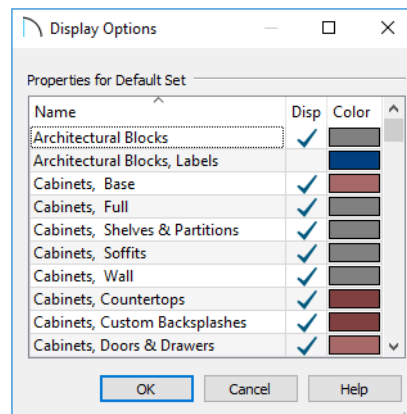 Display Options
Properties for Default Set
Name Disp Color
Architectural Blocks
Architectural Blocks, Labels
Cabinets, Base
Cabinets, Full
Cabinets, Shelves & Partitions
Cabinets, Soffits
Cabinets, Wall
Cabinets, Countertops
Cabinets, Custom Backsplashes
Cabinets, Doors & Drawers
OK Cancel Help